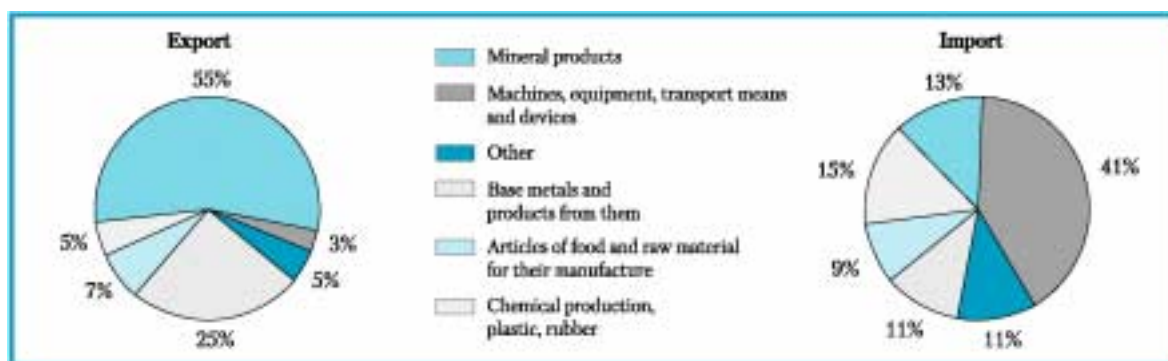 Export
55%
3%
5%
25%
7%
5%
Mineral products
Machines, equipment, transport means
and devices
Other
Base metals and
products from them
Articles of food and raw material
for their manufacture
Chemical production,
plastic, rubber
Import
13%
41%
11%
11%
9%
15%